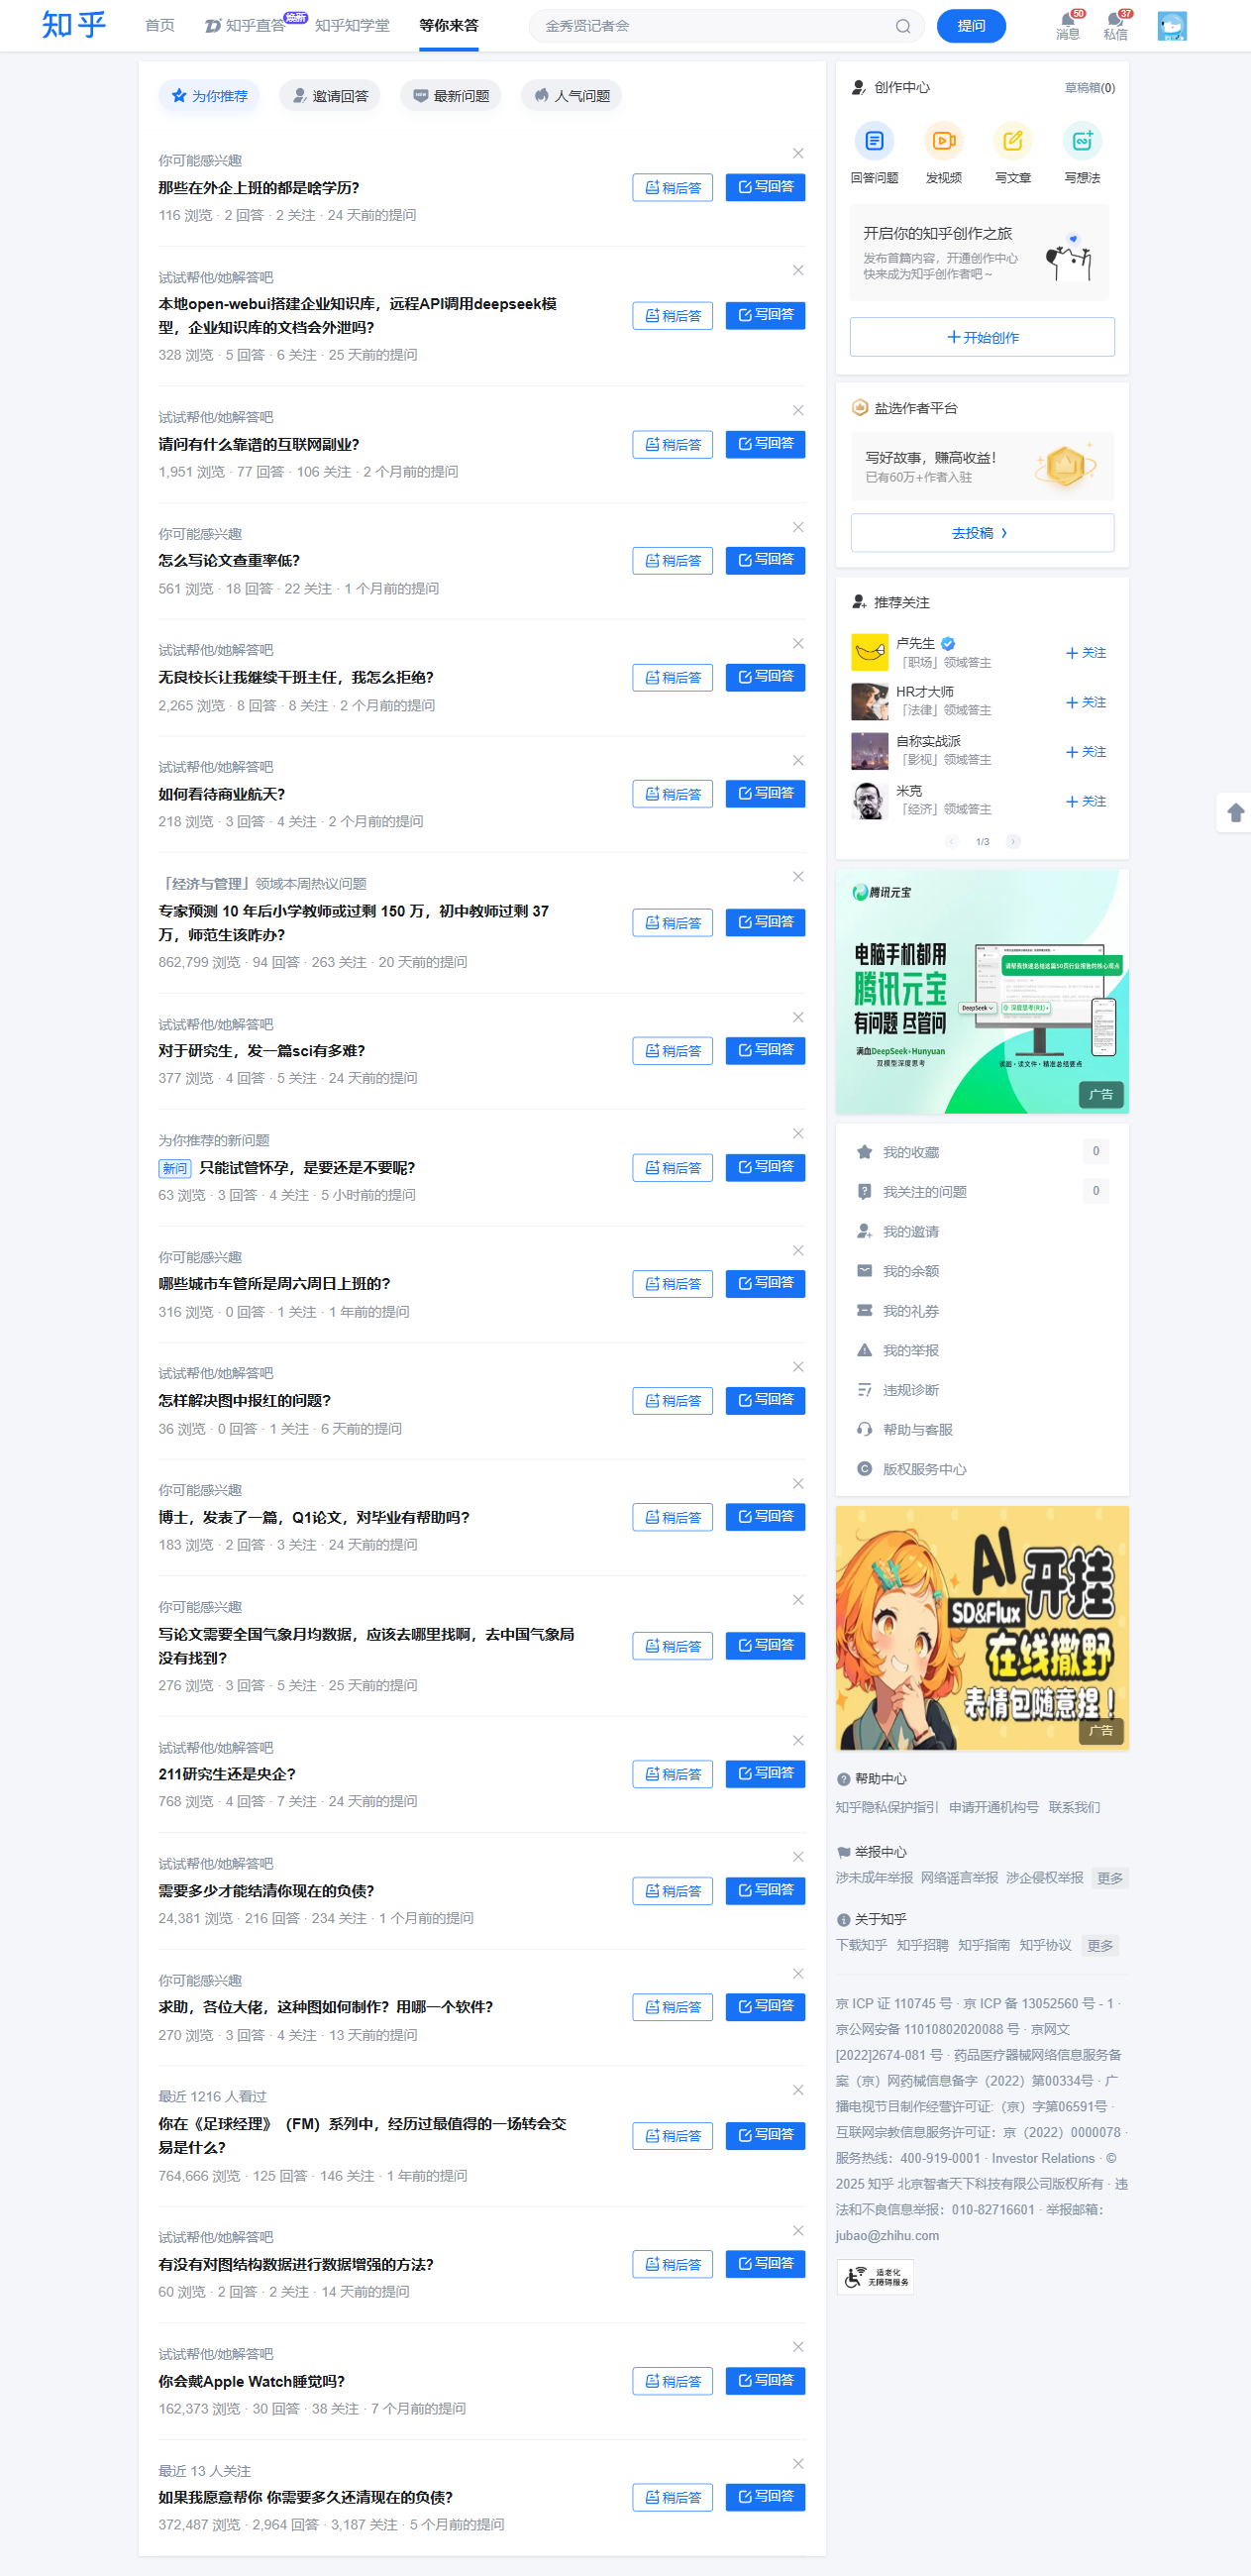 知乎
首页
知乎直答
焕新
知乎知学堂
等你来答
金秀贤记者会
提问
50
消息
37
私信
为你推荐
邀请回答
最新问题
人气问题
你可能感兴趣
那些在外企上班的都是啥学历?
116 浏览 · 2 回答 · 2 关注 · 24 天前的提问
稍后答
写回答
试试帮他/她解答吧
本地open-webui搭建企业知识库，远程API调用deepseek模
型，企业知识库的文档会外泄吗?
328 浏览 · 5 回答 · 6 关注 · 25 天前的提问
稍后答
写回答
试试帮他/她解答吧
请问有什么靠谱的互联网副业?
1,951 浏览 · 77 回答 · 106 关注 · 2 个月前的提问
稍后答
写回答
你可能感兴趣
怎么写论文查重率低?
561 浏览 · 18 回答 · 22 关注 · 1 个月前的提问
稍后答
写回答
试试帮他/她解答吧
无良校长让我继续干班主任，我怎么拒绝?
2,265 浏览 · 8 回答 · 8 关注 · 2 个月前的提问
稍后答
写回答
试试帮他/她解答吧
如何看待商业航天?
218 浏览 · 3 回答 · 4 关注 · 2 个月前的提问
稍后答
写回答
「经济与管理」领域本周热议问题
专家预测 10 年后小学教师或过剩 150 万，初中教师过剩 37
万，师范生该咋办?
862,799 浏览 · 94 回答 · 263 关注 · 20 天前的提问
稍后答
写回答
试试帮他/她解答吧
对于研究生，发一篇sci有多难?
377 浏览 · 4 回答 · 5 关注 · 24 天前的提问
稍后答
写回答
为你推荐的新问题
新问 只能试管怀孕，是要还是不要呢?
63 浏览 · 3 回答 · 4 关注 · 5 小时前的提问
稍后答
写回答
你可能感兴趣
哪些城市车管所是周六周日上班的?
316 浏览 · 0 回答 · 1 关注 · 1 年前的提问
稍后答
写回答
试试帮他/她解答吧
怎样解决图中报红的问题?
36 浏览 · 0 回答 · 1 关注 · 6 天前的提问
稍后答
写回答
你可能感兴趣
博士，发表了一篇，Q1论文，对毕业有帮助吗?
183 浏览 · 2 回答 · 3 关注 · 24 天前的提问
稍后答
写回答
你可能感兴趣
写论文需要全国气象月均数据，应该去哪里找啊，去中国气象局
没有找到?
276 浏览 · 3 回答 · 5 关注 · 25 天前的提问
稍后答
写回答
试试帮他/她解答吧
211研究生还是央企?
768 浏览 · 4 回答 · 7 关注 · 24 天前的提问
稍后答
写回答
试试帮他/她解答吧
需要多少才能结清你现在的负债?
24,381 浏览 · 216 回答 · 234 关注 · 1 个月前的提问
稍后答
写回答
你可能感兴趣
求助，各位大佬，这种图如何制作？用哪一个软件?
270 浏览 · 3 回答 · 4 关注 · 13 天前的提问
稍后答
写回答
最近 1216 人看过
你在《足球经理》（FM）系列中，经历过最值得的一场转会交
易是什么?
764,666 浏览 · 125 回答 · 146 关注 · 1 年前的提问
稍后答
写回答
试试帮他/她解答吧
有没有对图结构数据进行数据增强的方法?
60 浏览 · 2 回答 · 2 关注 · 14 天前的提问
稍后答
写回答
试试帮他/她解答吧
你会戴Apple Watch睡觉吗?
162,373 浏览 · 30 回答 · 38 关注 · 7 个月前的提问
稍后答
写回答
最近 13 人关注
如果我愿意帮你 你需要多久还清现在的负债?
372,487 浏览 · 2,964 回答 · 3,187 关注 · 5 个月前的提问
稍后答
写回答
创作中心
草稿箱(0)
回答问题
发视频
写文章
写想法
开启你的知乎创作之旅
发布首篇内容，开通创作中心
快来成为知乎创作者吧～
开始创作
盐选作者平台
写好故事，赚高收益！
已有60万+作者入驻
去投稿
推荐关注
卢先生
「职场」领域答主
关注
HR才大师
「法律」领域答主
关注
自称实战派
「影视」领域答主
关注
米克
「经济」领域答主
关注
1/3
腾讯元宝
电脑手机都用
腾讯元宝
有问题 尽管问
满血DeepSeek+Hunyuan
双模型深度思考
请帮我快速总结这篇50页行业报告的核心观点
DeepSeek
深度思考(R1)
读图·读文件·精准总结要点
广告
我的收藏
0
我关注的问题
0
我的邀请
我的余额
我的礼券
我的举报
违规诊断
帮助与客服
版权服务中心
AI开挂
SD&Flux
在线撒野
表情包随意捏！
广告
帮助中心
知乎隐私保护指引 申请开通机构号 联系我们
举报中心
涉未成年举报 网络谣言举报 涉企侵权举报 更多
关于知乎
下载知乎 知乎招聘 知乎指南 知乎协议 更多
京 ICP 证 110745 号 · 京 ICP 备 13052560 号 - 1 ·
京公网安备 11010802020088 号 · 京网文
[2022]2674-081 号 · 药品医疗器械网络信息服务备
案（京）网药械信息备字（2022）第00334号 · 广
播电视节目制作经营许可证:（京）字第06591号 ·
互联网宗教信息服务许可证：京（2022）0000078 ·
服务热线：400-919-0001 · Investor Relations · ©
2025 知乎 北京智者天下科技有限公司版权所有 · 违
法和不良信息举报：010-82716601 · 举报邮箱：
jubao@zhihu.com
适老化
无障碍服务